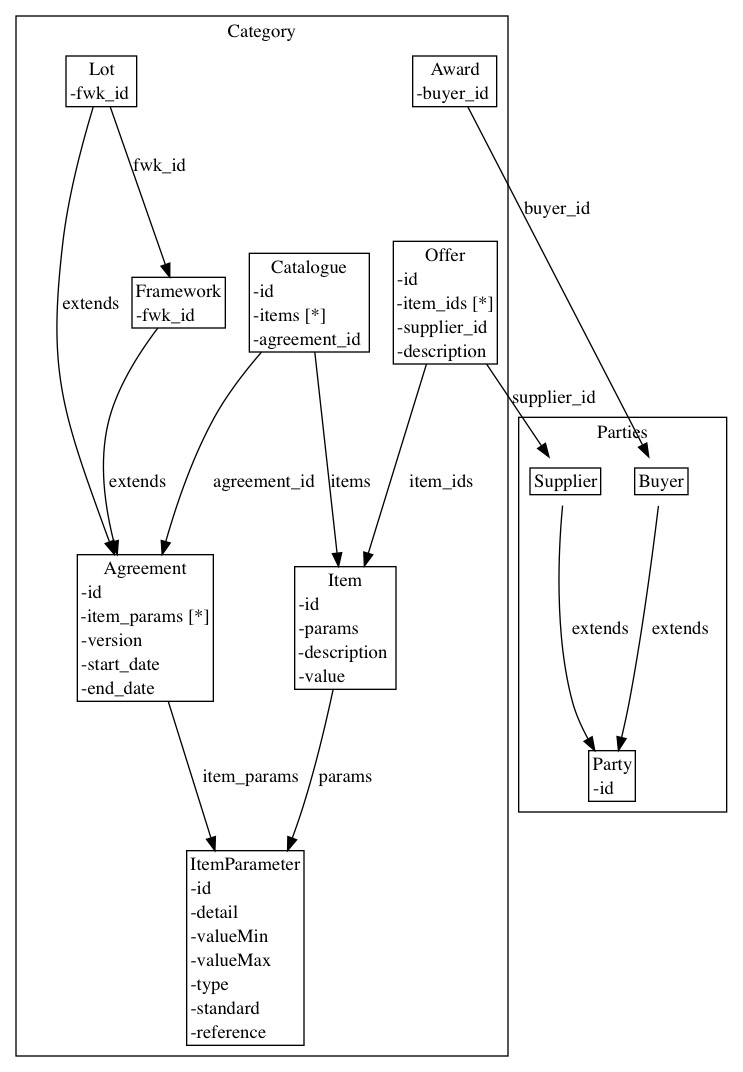 Category
Lot
-fwk_id
Award
-buyer_id
fwk_id
buyer_id
Catalogue
-id
-items [*]
-agreement_id
Offer
-id
-item_ids [*]
-supplier_id
-description
extends
Framework
-fwk_id
supplier_id
Parties
extends
agreement_id
items
item_ids
Supplier
Buyer
Agreement
-id
-item_params [*]
-version
-start_date
-end_date
Item
-id
-params
-description
-value
extends
extends
item_params
params
Party
-id
ItemParameter
-id
-detail
-valueMin
-valueMax
-type
-standard
-reference